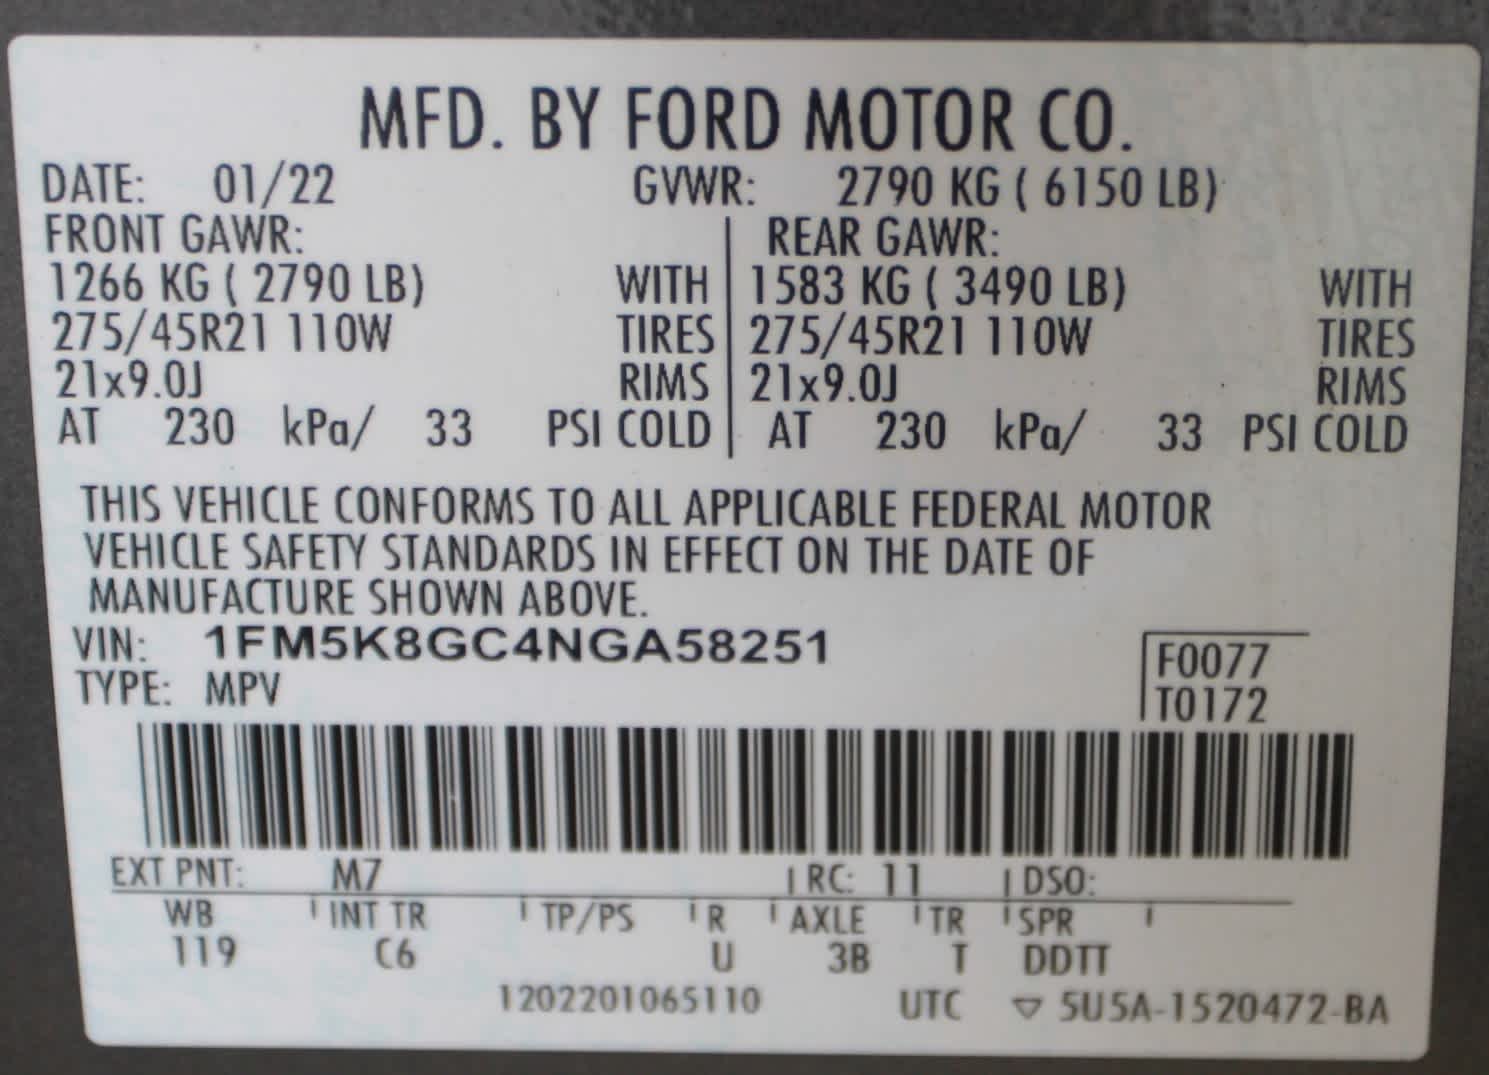 MFD. BY FORD MOTOR CO.
DATE: 01/22 GVWR: 2790 KG ( 6150 LB)
FRONT GAWR: REAR GAWR:
1266 KG ( 2790 LB) WITH 1583 KG ( 3490 LB) WITH
275/45R21 110W TIRES 275/45R21 110W TIRES
21x9.0J RIMS 21x9.0J RIMS
AT 230 kPa/ 33 PSI COLD AT 230 kPa/ 33 PSI COLD
THIS VEHICLE CONFORMS TO ALL APPLICABLE FEDERAL MOTOR
VEHICLE SAFETY STANDARDS IN EFFECT ON THE DATE OF
MANUFACTURE SHOWN ABOVE.
VIN: 1FM5K8GC4NGA58251
F0077
TYPE: MPV
T0172
EXT PNT: M7 RC: 11 DSO:
WB INT TR TP/PS R AXLE TR SPR
119 C6 U 3B T DDTT
1202201065110 UTC ▽ 5U5A-1520472-BA